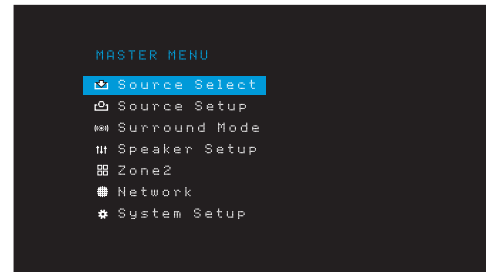 MASTER MENU
Source Select
Source Setup
Surround Mode
Speaker Setup
Zone2
Network
System Setup